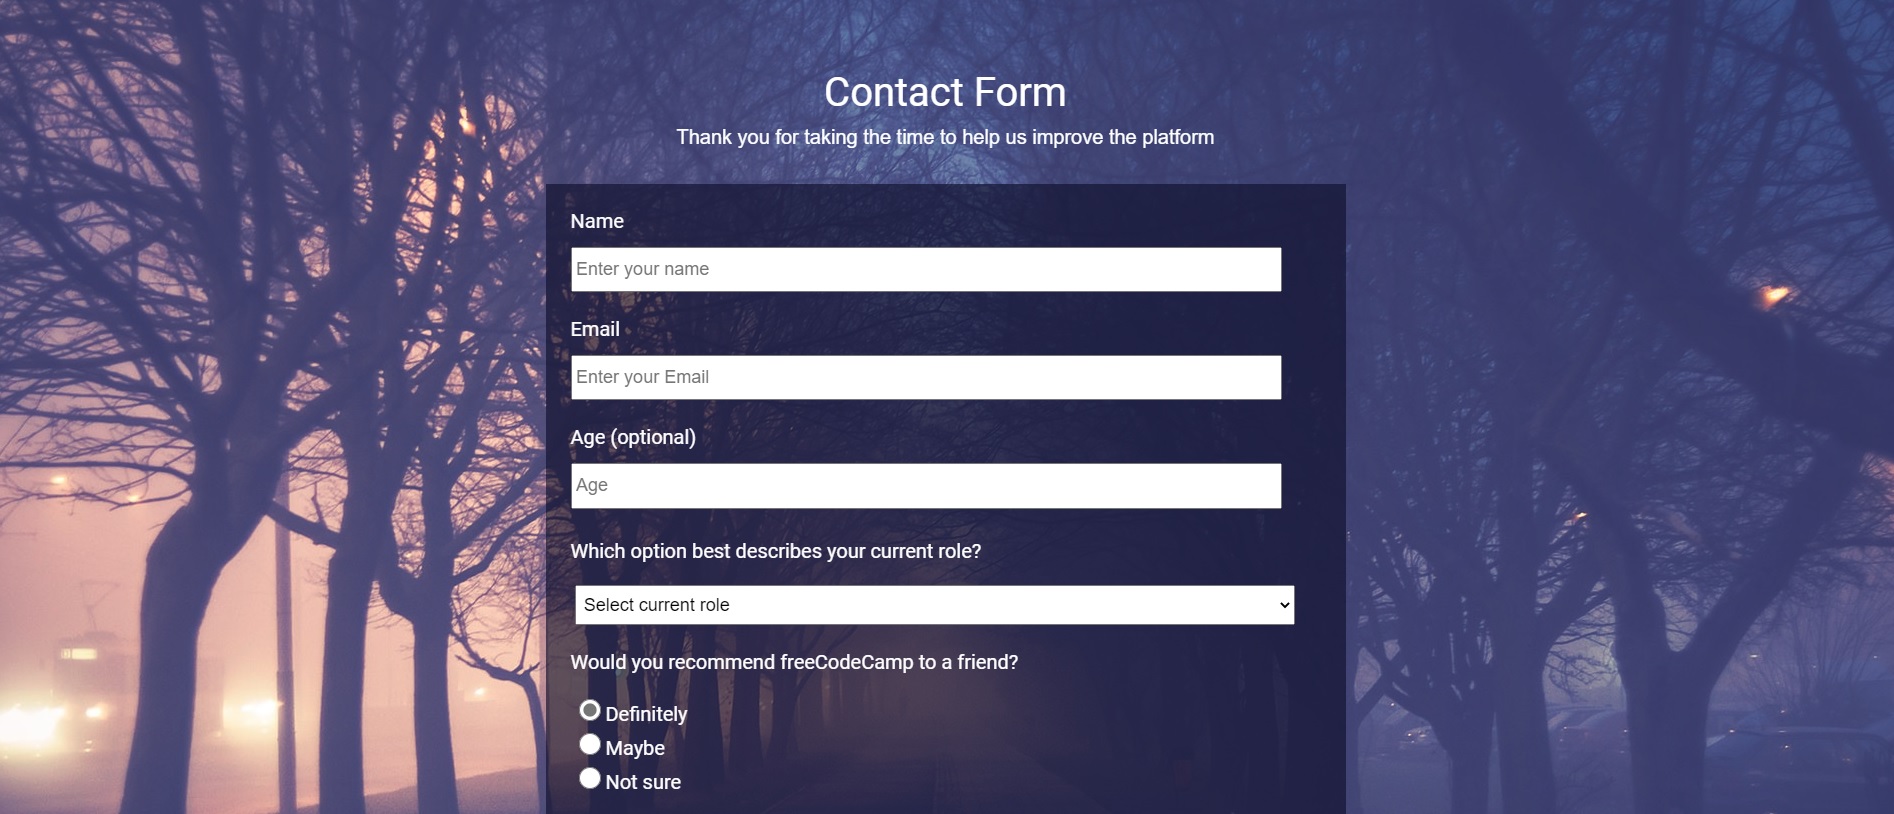 Contact Form
Thank you for taking the time to help us improve the platform
Name
Enter your name
Email
Enter your Email
Age (optional)
Age
Which option best describes your current role?
Select current role
Would you recommend freeCodeCamp to a friend?
Definitely
Maybe
Not sure